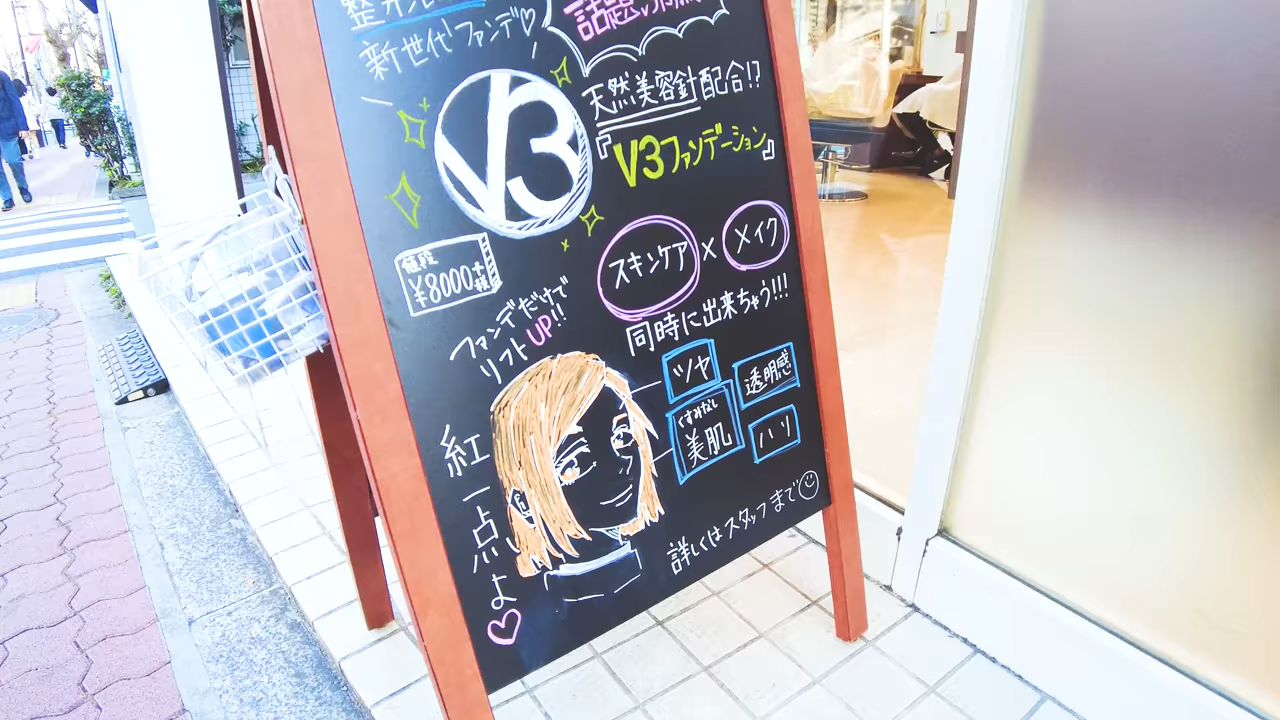 新世代ファンデ♡
話題の
V3
天然美容針配合!?
『V3ファンデーション』
値段
¥8000+税
スキンケア×メイク
同時に出来ちゃう!!!
ファンデだけで
リフトUP!!
ツヤ
透明感
くすみなし
美肌
ハリ
紅一点よ♡
詳しくはスタッフまで